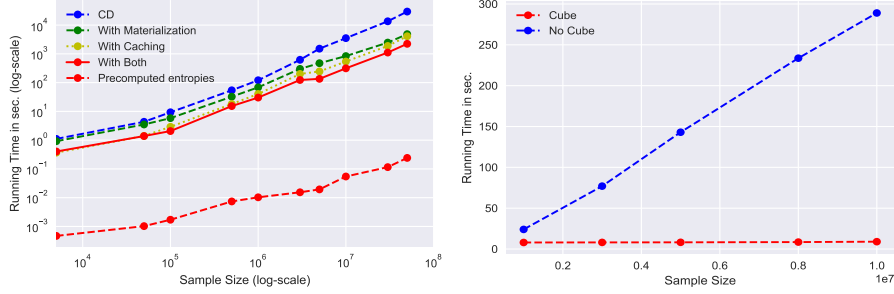 Running Time in sec. (log-scale)
10^4
10^3
10^2
10^1
10^0
10^-1
10^-2
10^-3
CD
With Materialization
With Caching
With Both
Precomputed entropies
10^4 10^5 10^6 10^7 10^8
Sample Size (log-scale)
Running Time in sec.
300
250
200
150
100
50
0
Cube
No Cube
0.2 0.4 0.6 0.8 1.0
1e7
Sample Size